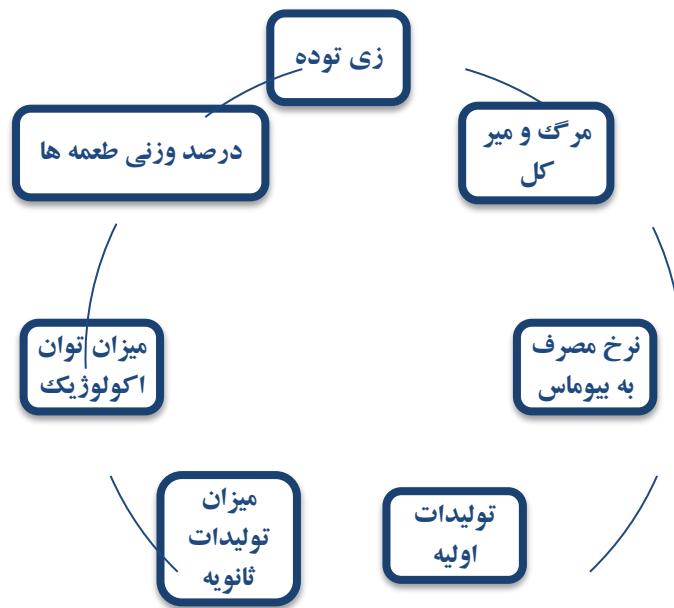 زی توده
مرگ و میر
کل
نرخ مصرف
به بیوماس
تولیدات
اولیه
میزان
تولیدات
ثانویه
میزان توان
اکولوژیک
درصد وزنی طعمه ها